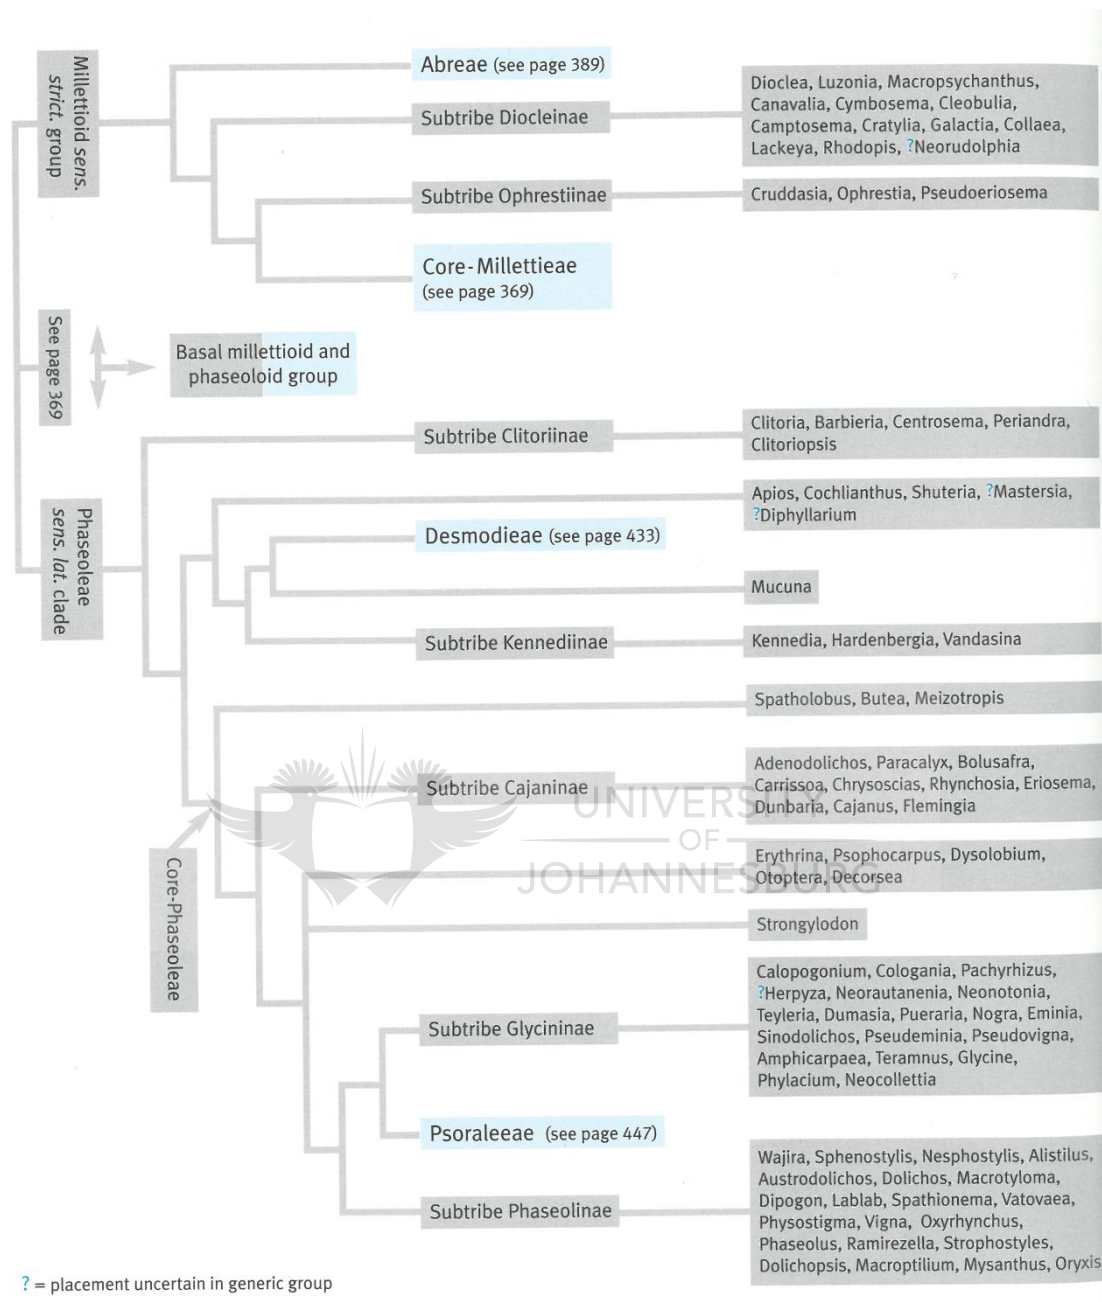 Millettioid sens.
strict. group
Abreae (see page 389)
Subtribe Diocleinae
Dioclea, Luzonia, Macropsychanthus,
Canavalia, Cymbosema, Cleobulia,
Camptosema, Cratylia, Galactia, Collaea,
Lackeya, Rhodopis, ?Neorudolphia
Subtribe Ophrestiinae
Cruddasia, Ophrestia, Pseudoeriosema
Core-Millettieae
(see page 369)
See page 369
Basal millettioid and
phaseoloid group
Phaseoleae
sens. lat. clade
Subtribe Clitoriinae
Clitoria, Barbieria, Centrosema, Periandra,
Clitoriopsis
Apios, Cochlianthus, Shuteria, ?Mastersia,
?Diphyllarium
Desmodieae (see page 433)
Mucuna
Subtribe Kennediinae
Kennedia, Hardenbergia, Vandasina
Spatholobus, Butea, Meizotropis
Core-Phaseoleae
Subtribe Cajaninae
Adenodolichos, Paracalyx, Bolusafra,
Carrissoa, Chrysoscias, Rhynchosia, Eriosema,
Dunbaria, Cajanus, Flemingia
UNIVERSITY
OF
JOHANNESBURG
Erythrina, Psophocarpus, Dysolobium,
Otoptera, Decorsea
Strongylodon
Subtribe Glycininae
Calopogonium, Cologania, Pachyrhizus,
?Herpyza, Neorautanenia, Neonotonia,
Teyleria, Dumasia, Pueraria, Nogra, Eminia,
Sinodolichos, Pseudeminia, Pseudovigna,
Amphicarpaea, Teramnus, Glycine,
Phylacium, Neocollettia
Psoraleeae (see page 447)
Subtribe Phaseolinae
Wajira, Sphenostylis, Nesphostylis, Alistilus,
Austrodolichos, Dolichos, Macrotyloma,
Dipogon, Lablab, Spathionema, Vatovaea,
Physostigma, Vigna, Oxyrhynchus,
Phaseolus, Ramirezella, Strophostyles,
Dolichopsis, Macroptilium, Mysanthus, Oryxis
? = placement uncertain in generic group